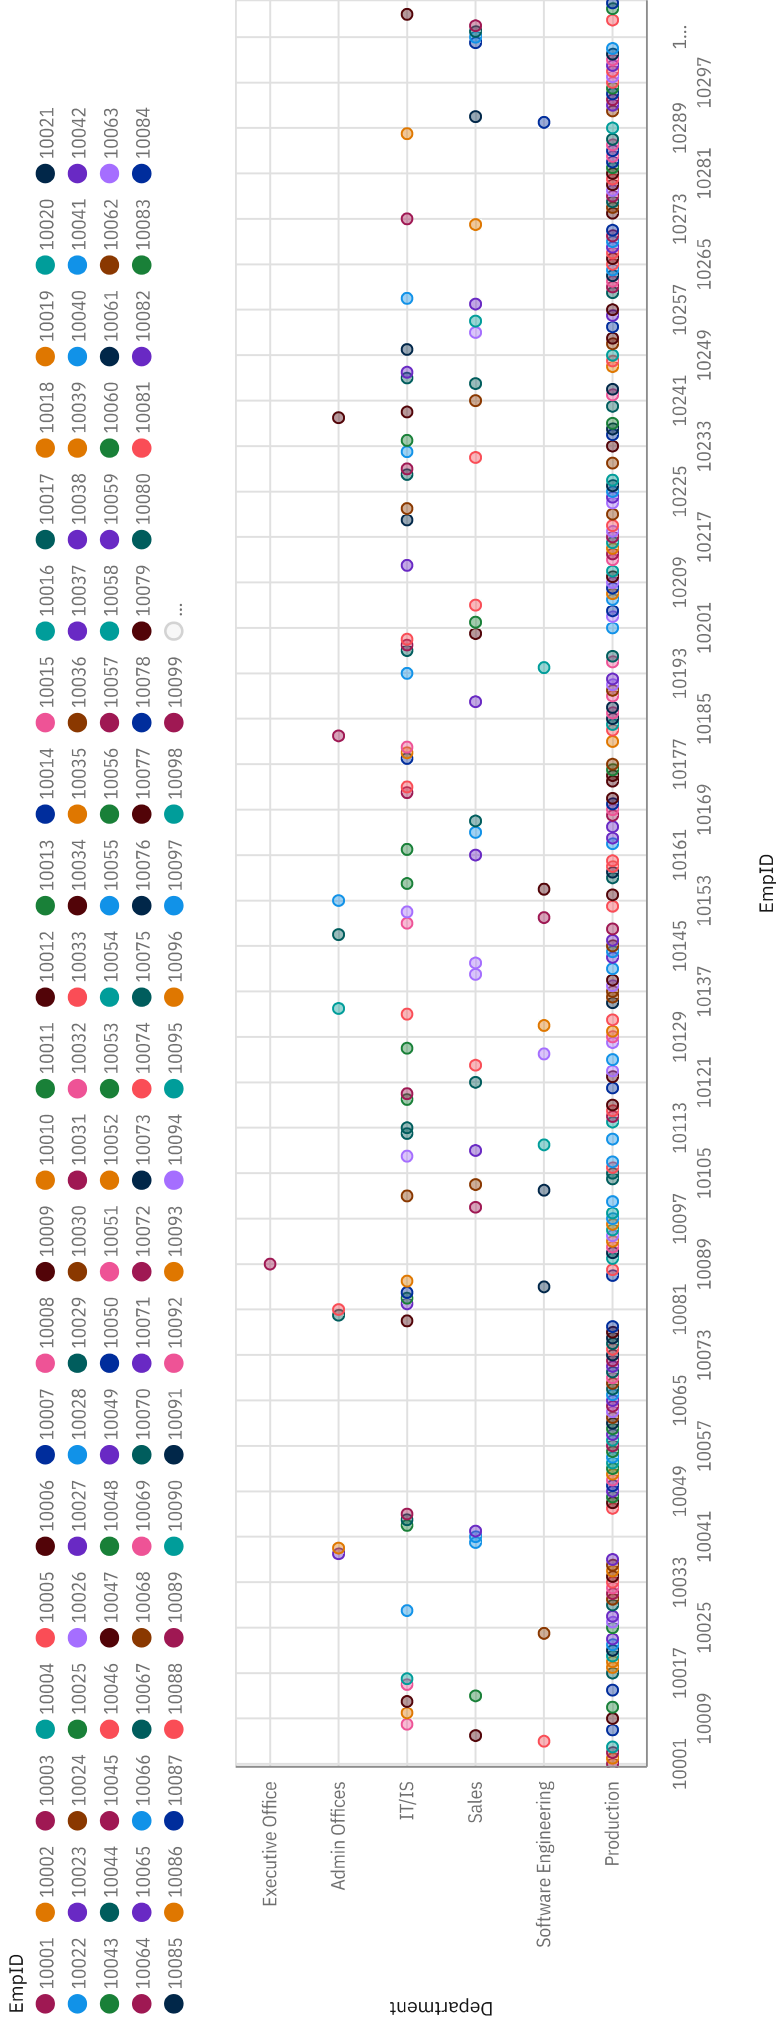 EmpID
10001 10002 10003 10004 10005 10006 10007 10008 10009 10010 10011 10012 10013 10014 10015 10016 10017 10018 10019 10020 10021
10022 10023 10024 10025 10026 10027 10028 10029 10030 10031 10032 10033 10034 10035 10036 10037 10038 10039 10040 10041 10042
10043 10044 10045 10046 10047 10048 10049 10050 10051 10052 10053 10054 10055 10056 10057 10058 10059 10060 10061 10062 10063
10064 10065 10066 10067 10068 10069 10070 10071 10072 10073 10074 10075 10076 10077 10078 10079 10080 10081 10082 10083 10084
10085 10086 10087 10088 10089 10090 10091 10092 10093 10094 10095 10096 10097 10098 10099 ...
Department
Executive Office
Admin Offices
IT/IS
Sales
Software Engineering
Production
10001 10017 10033 10049 10065 10081 10097 10113 10129 10145 10161 10177 10193 10209 10225 10241 10257 10273 10289 1...
10009 10025 10041 10057 10073 10089 10105 10121 10137 10153 10169 10185 10201 10217 10233 10249 10265 10281 10297
EmpID